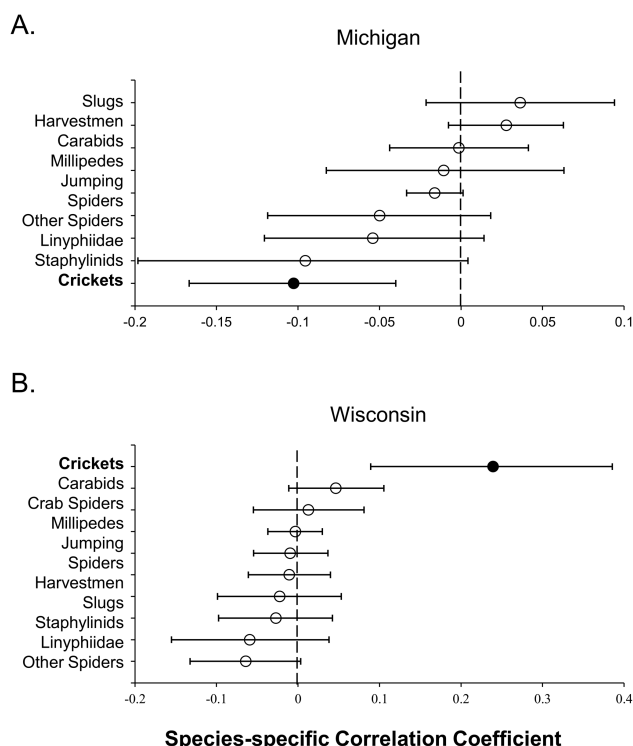 A.
Michigan
Slugs
Harvestmen
Carabids
Millipedes
Jumping
Spiders
Other Spiders
Linyphiidae
Staphylinids
Crickets
-0.2 -0.15 -0.1 -0.05 0 0.05 0.1
B.
Wisconsin
Crickets
Carabids
Crab Spiders
Millipedes
Jumping
Spiders
Harvestmen
Slugs
Staphylinids
Linyphiidae
Other Spiders
-0.2 -0.1 0 0.1 0.2 0.3 0.4
Species-specific Correlation Coefficient